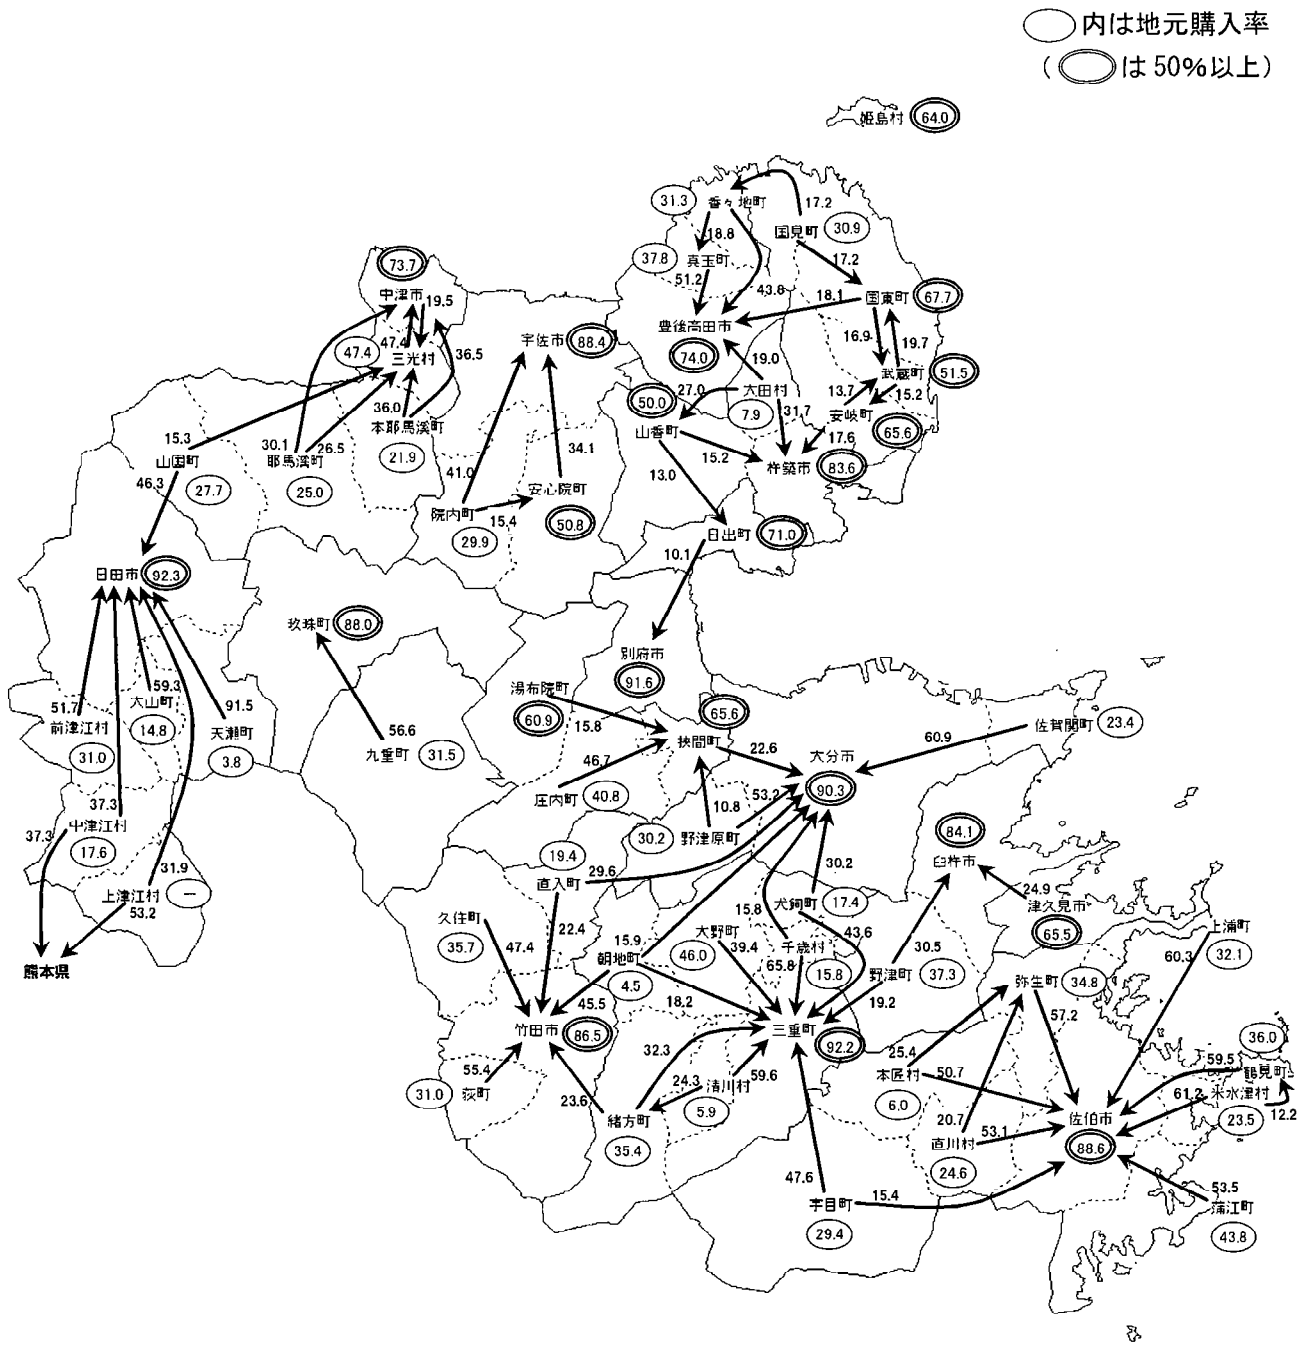 内は地元購入率
( は50%以上)
姫島村 64.0
31.3 香々地町 17.2
国見町 30.9
18.8
37.8 真玉町 17.2
51.2 43.8
73.7
中津市 19.5
18.1 国東町 67.7
豊後高田市
宇佐市 88.4
16.9 19.7
47.4 47.4 三光村 36.5
74.0 19.0
武蔵町 51.5
50.0 27.0 大田村 13.7 15.2
7.9 31.7 安岐町
36.0
本耶馬溪町
山香町 17.6 65.6
15.3 30.1 26.5 21.9
34.1 15.2 杵築市 83.6
山国町 耶馬溪町
46.3 27.7 25.0
41.0 安心院町 13.0
院内町 15.4 50.8
29.9
日出町 71.0
10.1
日田市 92.3
玖珠町 88.0
別府市
91.6
59.3 91.5
51.7 大山町
前津江村 14.8 天瀬町
31.0 3.8
56.6
九重町 31.5
湯布院町
60.9 15.8
65.6
挟間町 22.6
46.7
庄内町 40.8
大分市
90.3
60.9 佐賀関町 23.4
10.8 53.2
30.2 野津原町
37.3 37.3
中津江村
17.6
31.9
上津江村 —
53.2
熊本県
84.1
臼杵市
19.4 29.6
直入町
30.2
24.9
津久見市
65.5
久住町
35.7 47.4 22.4
15.9
朝地町
4.5
45.5
大野町
46.0 39.4
15.8 犬飼町 17.4
43.6
千歳村
65.8 15.8
30.5
野津町 37.3
19.2
上浦町
60.3 32.1
弥生町 34.8
57.2
18.2
竹田市 86.5
三重町 92.2
32.3
55.4
31.0 荻町
23.6
24.3 清川村 59.6
5.9
緒方町
35.4
25.4
本匠村 50.7
6.0
36.0
59.5 鶴見町
61.2 米水津村
23.5 12.2
佐伯市
88.6
20.7 53.1
直川村
24.6
47.6
15.4
宇目町
29.4
53.5
蒲江町
43.8